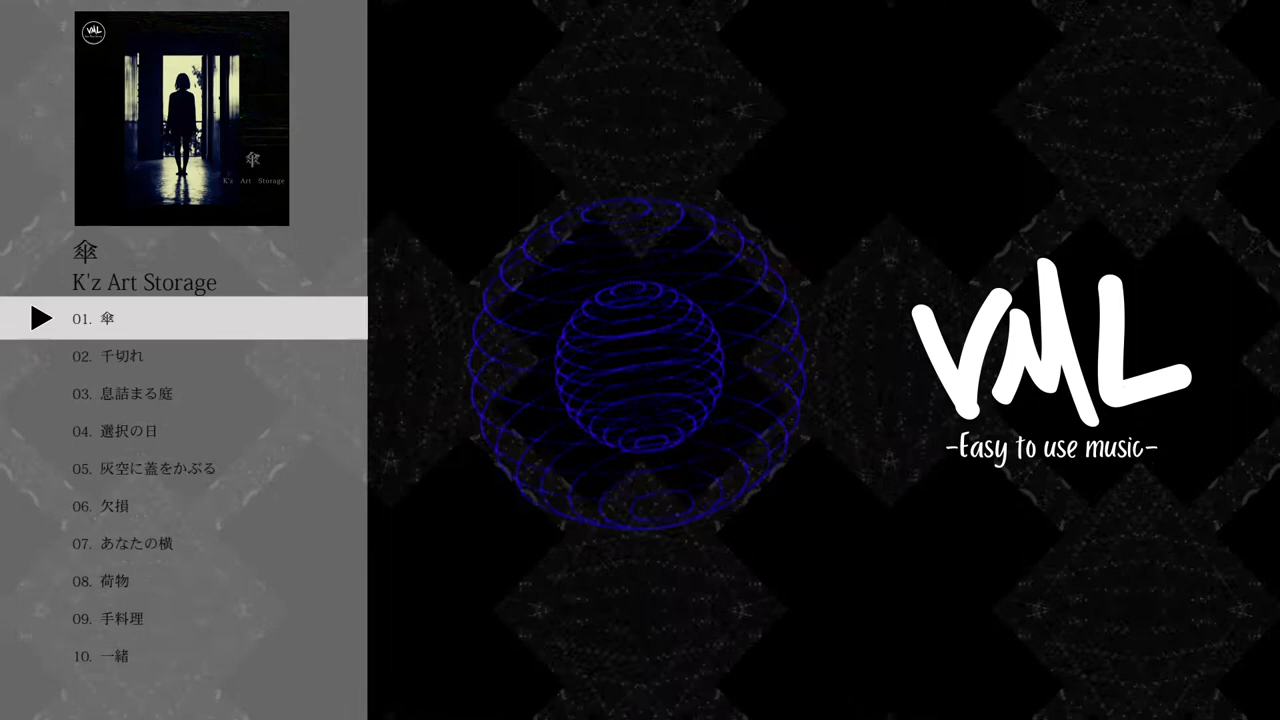 VML
傘
K'z Art Storage
傘
K'z Art Storage
01. 傘
02. 千切れ
03. 息詰まる庭
04. 選択の日
05. 灰空に蓋をかぶる
06. 欠損
07. あなたの横
08. 荷物
09. 手料理
10. 一緒
VML
-Easy to use music-